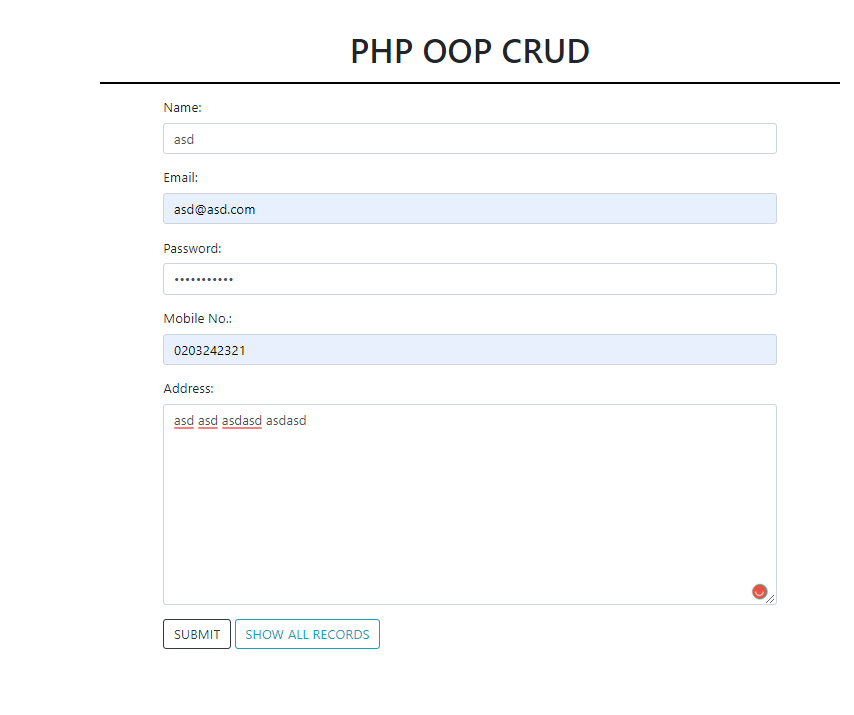 PHP OOP CRUD
Name:
asd
Email:
asd@asd.com
Password:
•••••••••••
Mobile No.:
0203242321
Address:
asd asd asdasd asdasd
SUBMIT SHOW ALL RECORDS